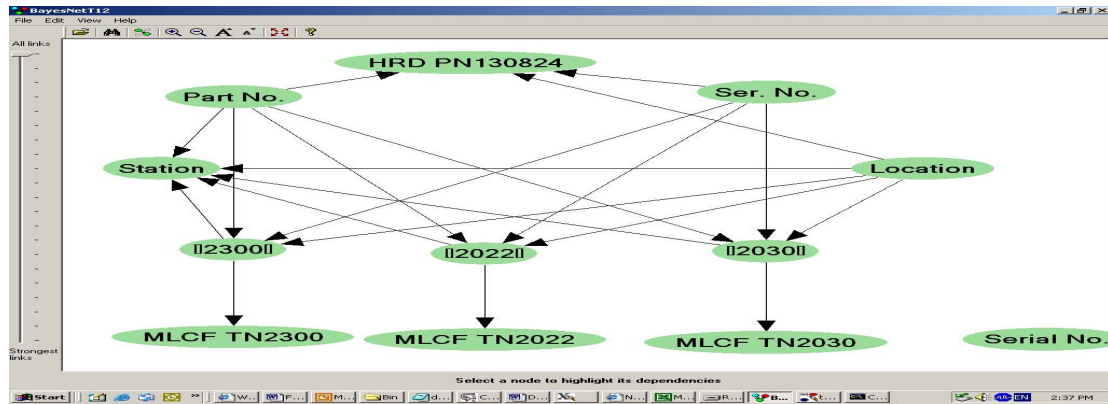 BayesNetT12
File Edit View Help
All links
HRD PN130824
Part No.
Ser. No.
Station
Location
▯▯2300▯
▯▯2022▯
▯▯2030▯
MLCF TN2300
MLCF TN2022
MLCF TN2030
Serial No.
Strongest
links
Select a node to highlight its dependencies
Start » W... F... M... Bin d... C... D... X... N... M... R... B... t... C... EN 2:37 PM